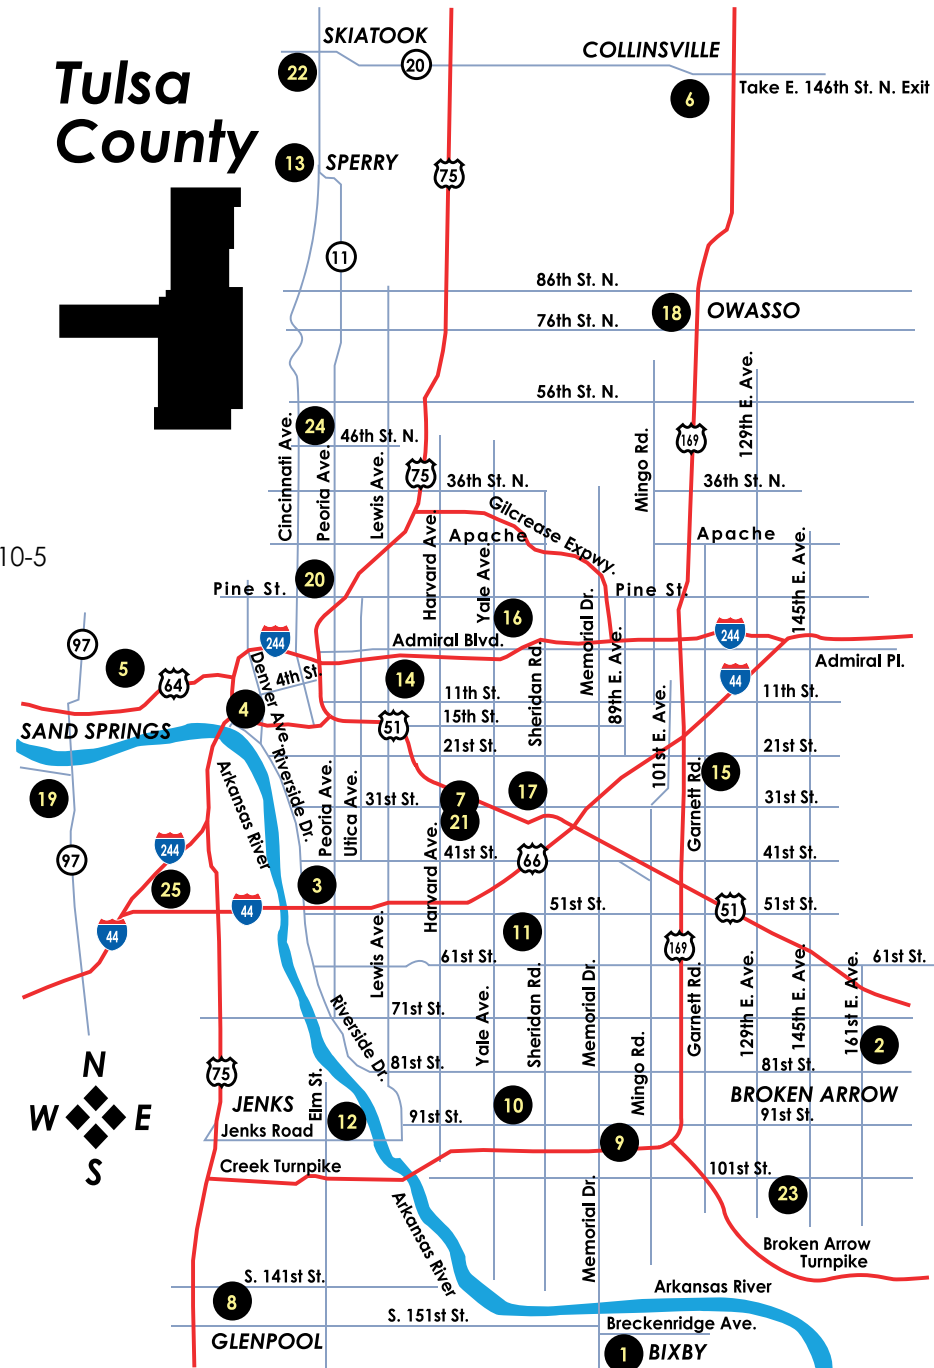 SKIATOOK
COLLINSVILLE
20
22
Tulsa
County
6
Take E. 146th St. N. Exit
13
SPERRY
75
11
86th St. N.
18
OWASSO
76th St. N.
56th St. N.
129th E. Ave.
24
46th St. N.
Cincinnati Ave.
Peoria Ave.
Lewis Ave.
Mingo Rd.
169
75
36th St. N.
36th St. N.
Gilcrease Expwy.
Harvard Ave.
Apache
Apache
10-5
Yale Ave.
145th E. Ave.
20
Pine St.
Pine St.
16
Memorial Dr.
97
244
Admiral Blvd.
244
5
64
Denver Ave.
4th St.
14
Sheridan Rd.
89th E. Ave.
Admiral Pl.
44
11th St.
11th St.
4
15th St.
51
101st E. Ave.
SAND SPRINGS
21st St.
21st St.
Arkansas River
Riverside Dr.
Peoria Ave.
Utica Ave.
Garnett Rd.
15
19
31st St.
7
17
31st St.
21
Harvard Ave.
41st St.
41st St.
244
97
66
25
3
44
51st St.
51
51st St.
44
11
Lewis Ave.
61st St.
169
61st St.
Riverside Dr.
71st St.
Yale Ave.
Sheridan Rd.
Memorial Dr.
Garnett Rd.
129th E. Ave.
145th E. Ave.
161st E. Ave.
2
N
W
E
S
75
81st St.
81st St.
Mingo Rd.
JENKS
Elm St.
10
BROKEN ARROW
12
91st St.
91st St.
Jenks Road
9
Creek Turnpike
101st St.
23
Arkansas River
Memorial Dr.
Broken Arrow
Turnpike
S. 141st St.
8
Arkansas River
S. 151st St.
Breckenridge Ave.
GLENPOOL
1
BIXBY